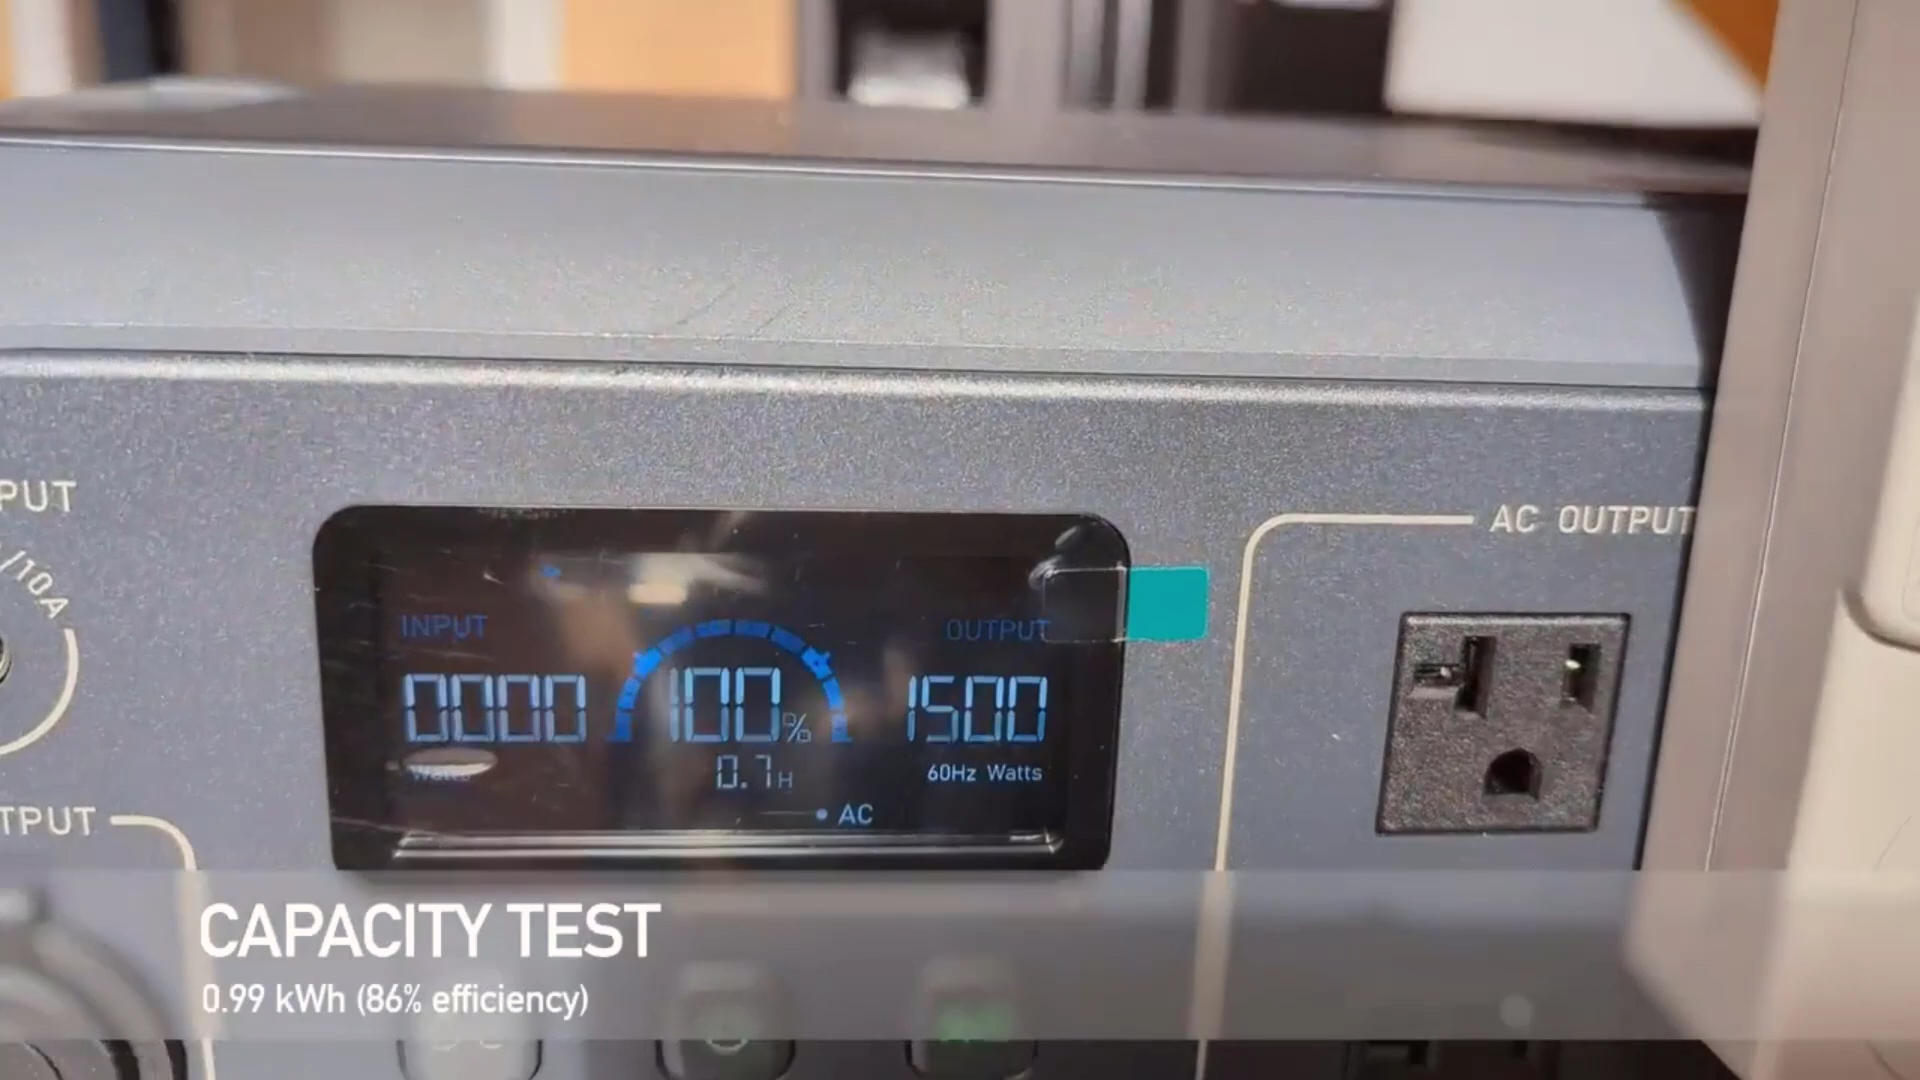 PUT
/10A
AC OUTPUT
INPUT
OUTPUT
0000
100%
1500
Watts
0.7H
60Hz Watts
AC
TPUT
CAPACITY TEST
0.99 kWh (86% efficiency)